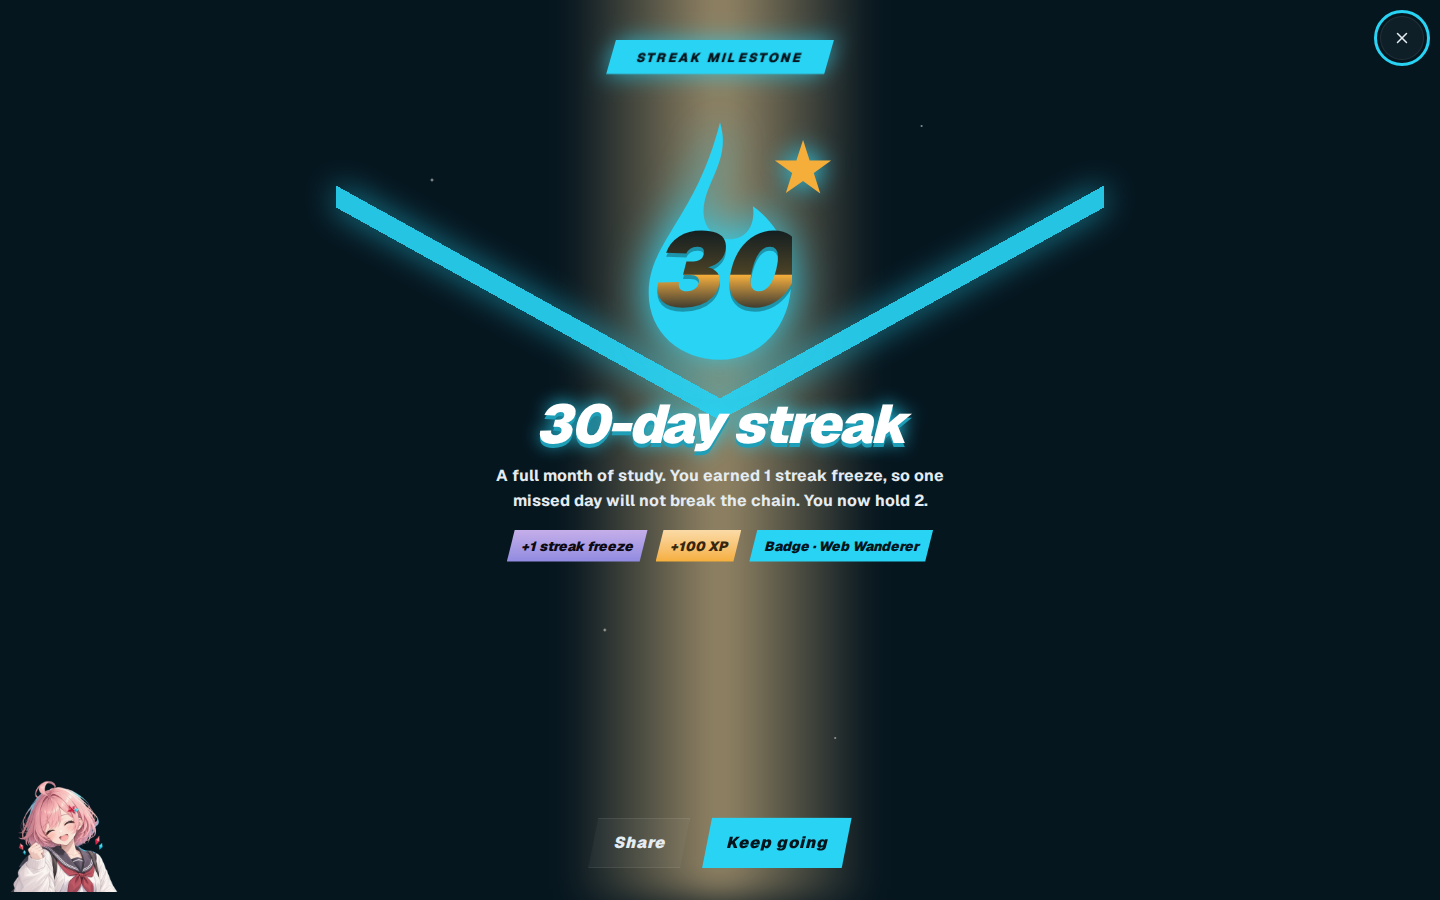 STREAK MILESTONE
30
30-day streak
A full month of study. You earned 1 streak freeze, so one
missed day will not break the chain. You now hold 2.
+1 streak freeze
+100 XP
Badge · Web Wanderer
Share
Keep going